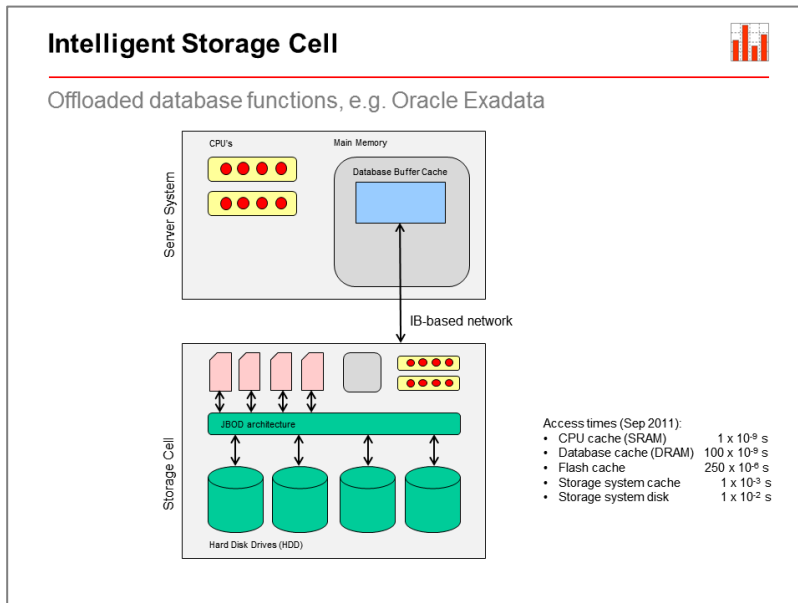 Intelligent Storage Cell
Offloaded database functions, e.g. Oracle Exadata
CPU's
Main Memory
Database Buffer Cache
Server System
IB-based network
JBOD architecture
Storage Cell
Hard Disk Drives (HDD)
Access times (Sep 2011):
• CPU cache (SRAM) 1 x 10⁻⁹ s
• Database cache (DRAM) 100 x 10⁻⁹ s
• Flash cache 250 x 10⁻⁶ s
• Storage system cache 1 x 10⁻³ s
• Storage system disk 1 x 10⁻² s